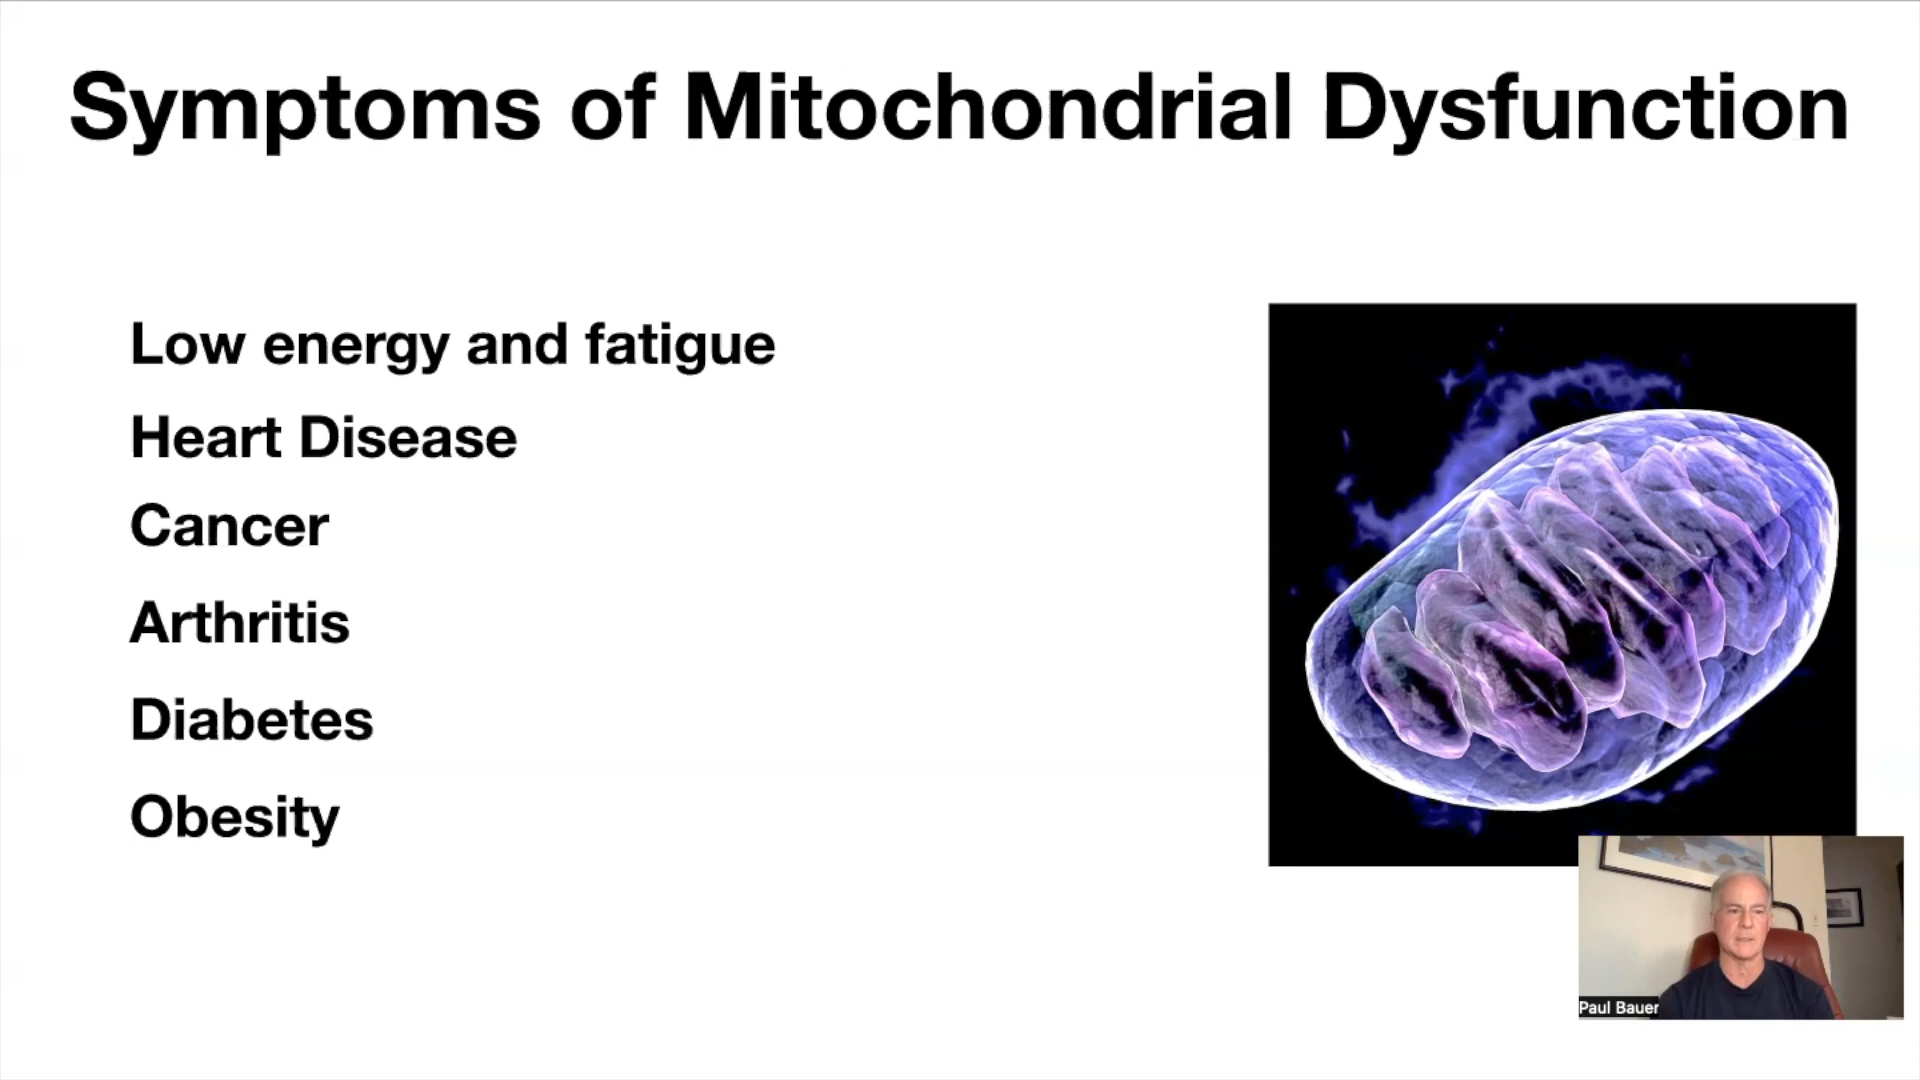 Symptoms of Mitochondrial Dysfunction
Low energy and fatigue
Heart Disease
Cancer
Arthritis
Diabetes
Obesity
Paul Bauer